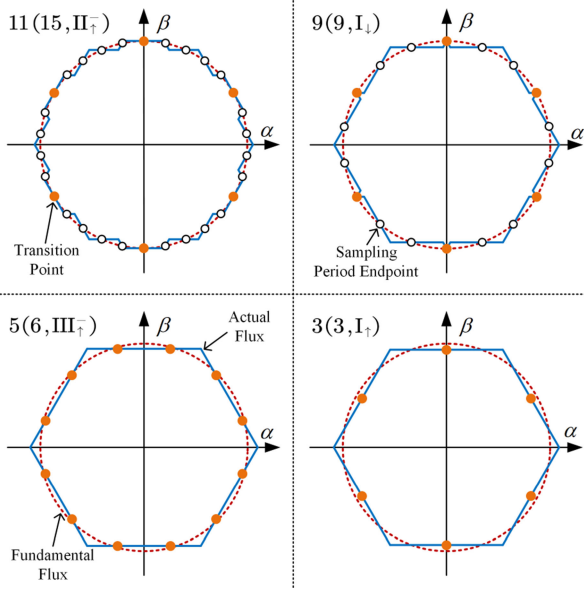 11(15,II⁻↑)
β
α
Transition
Point
9(9,I↓)
β
α
Sampling
Period Endpoint
5(6,III⁻↑)
β
Actual
Flux
α
Fundamental
Flux
3(3,I↑)
β
α